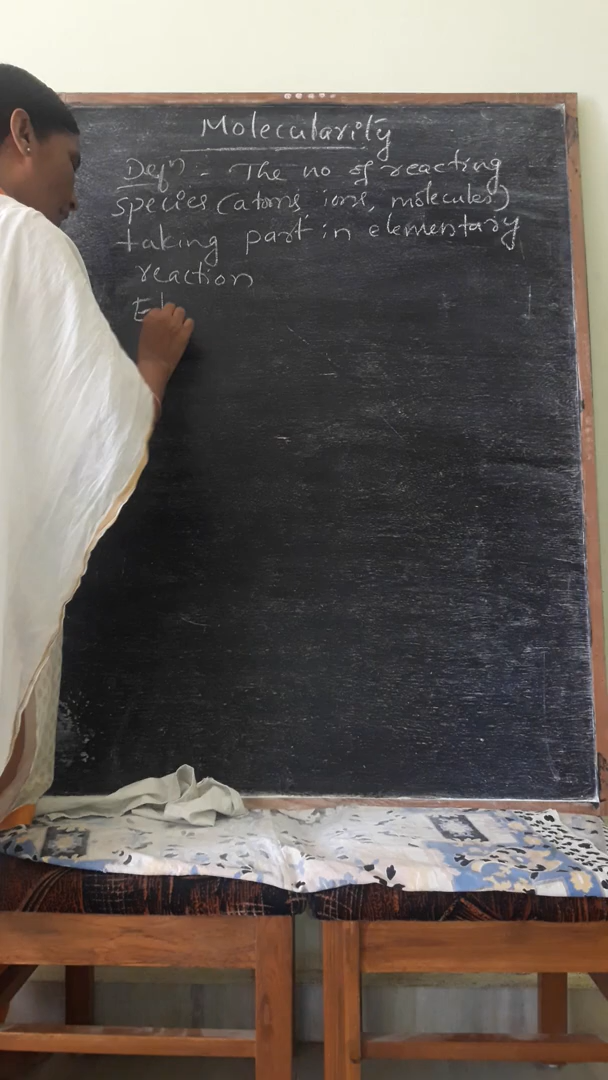 Molecularity
Defn - The no of reacting
species (atoms, ions, molecules)
taking part in elementary
reaction